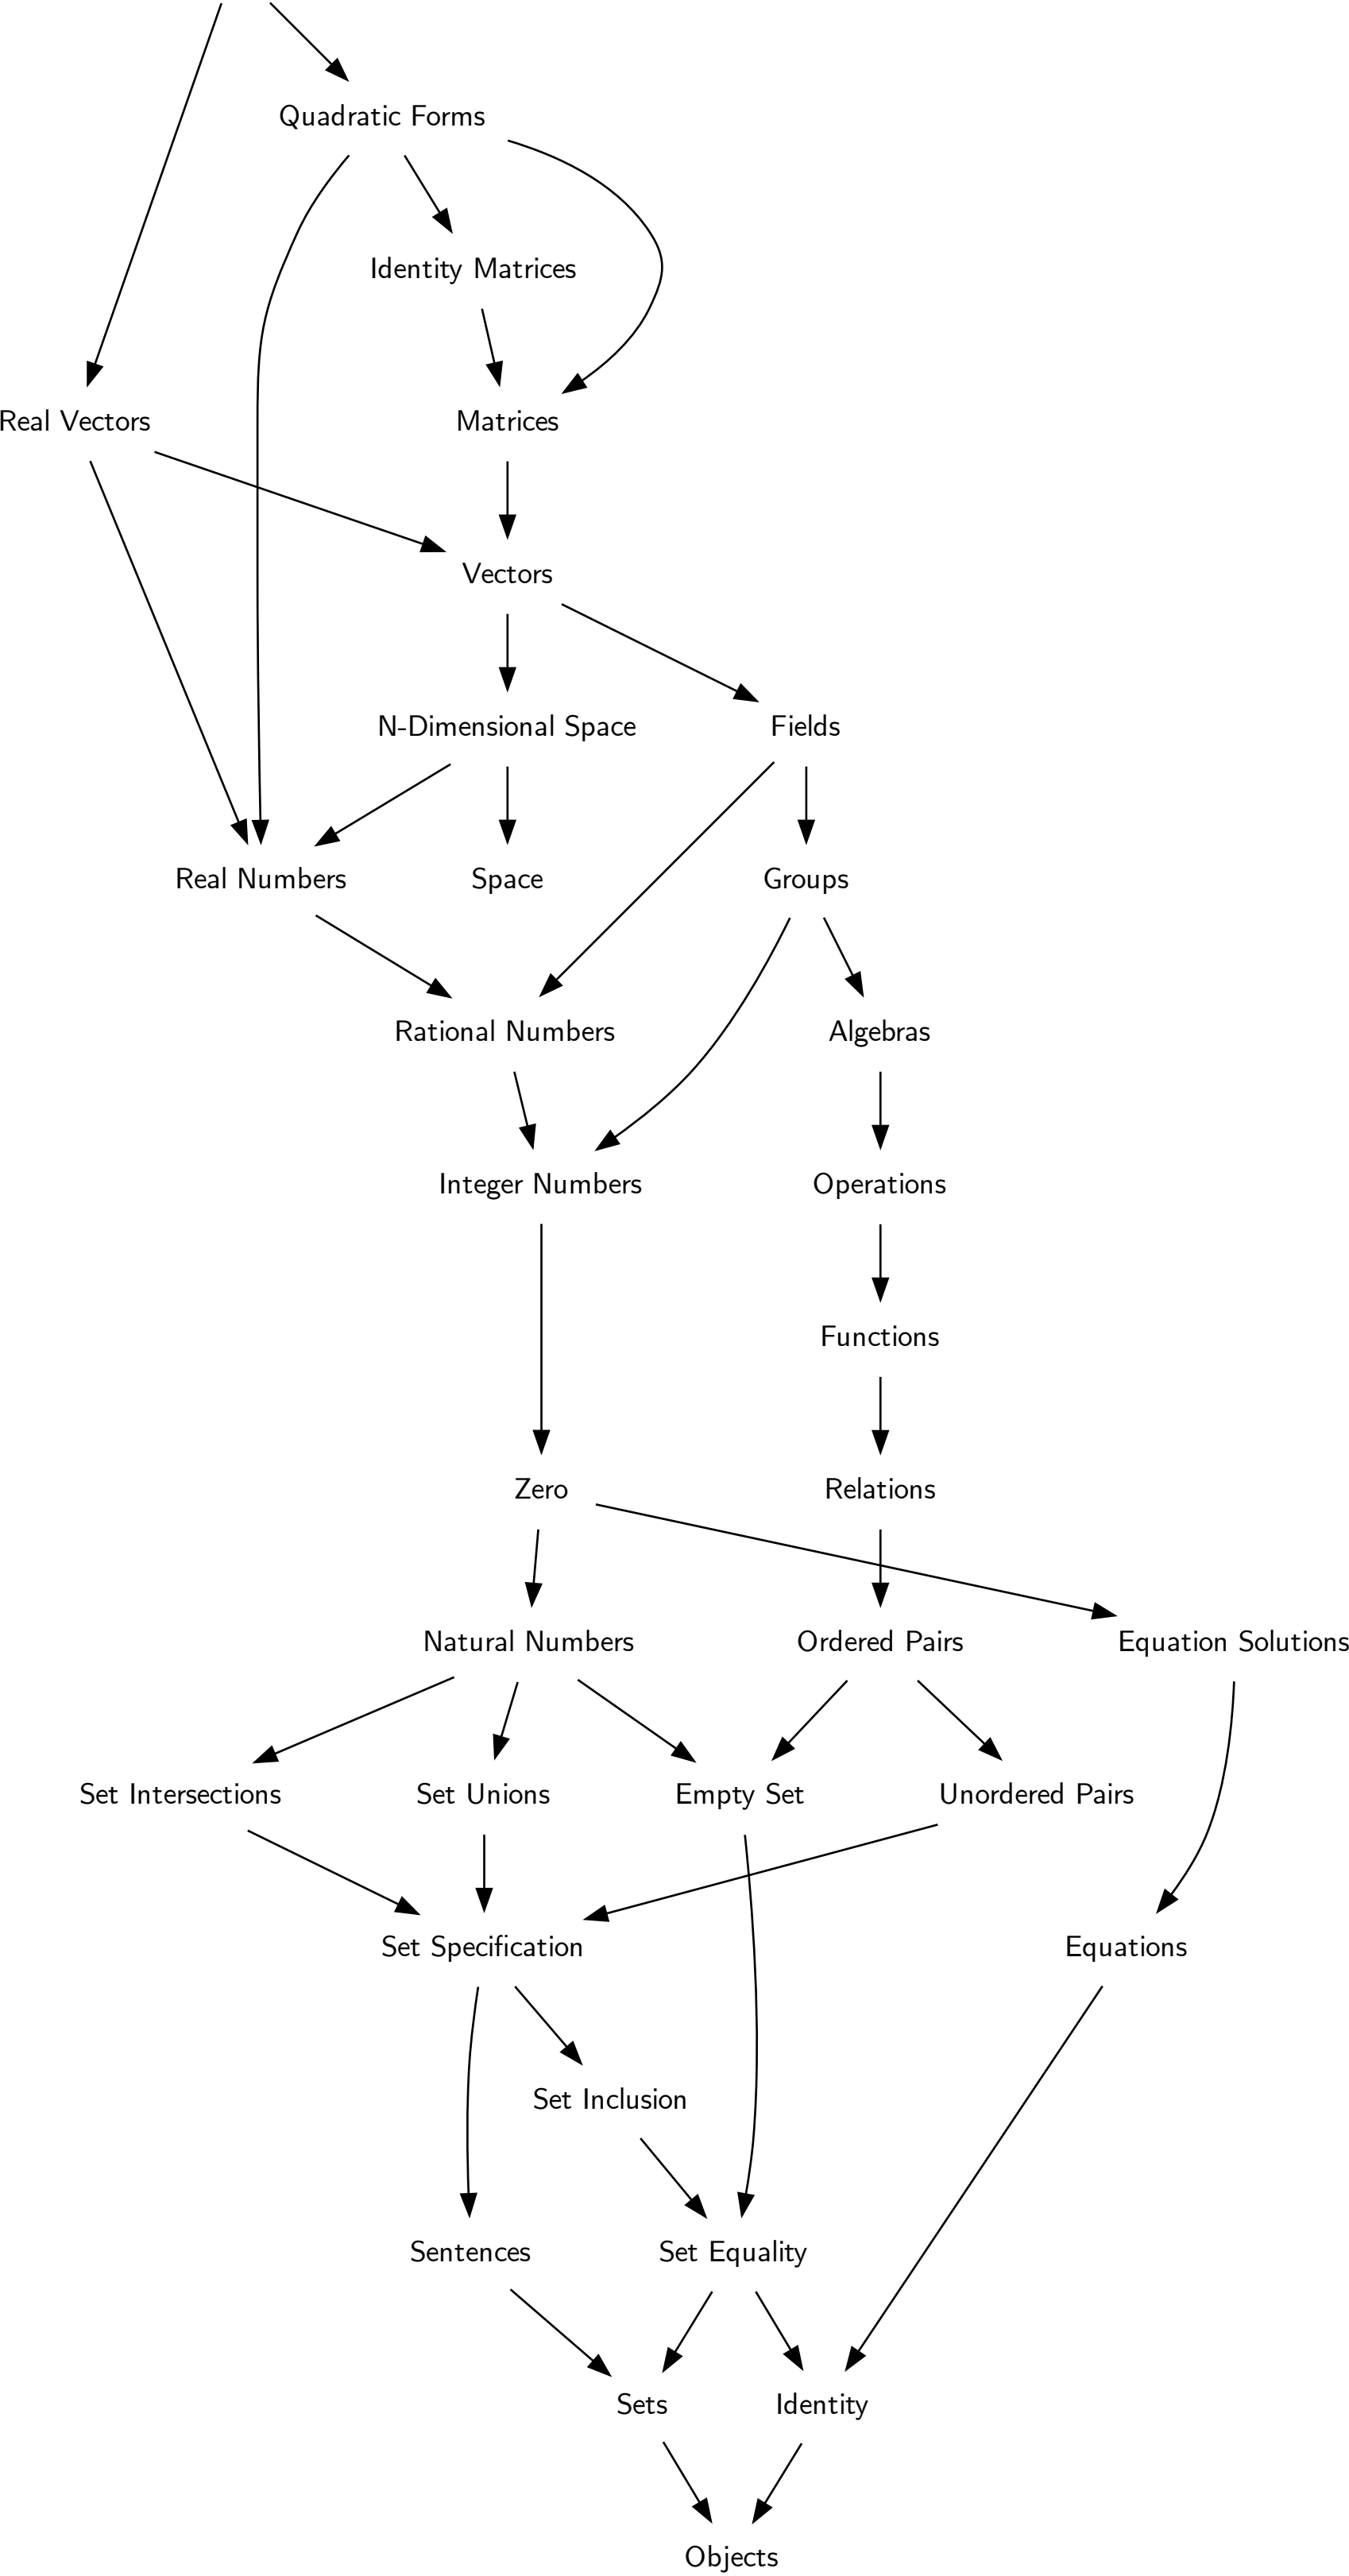 Quadratic Forms
Identity Matrices
Real Vectors
Matrices
Vectors
N-Dimensional Space
Fields
Real Numbers
Space
Groups
Rational Numbers
Algebras
Integer Numbers
Operations
Functions
Zero
Relations
Natural Numbers
Ordered Pairs
Equation Solutions
Set Intersections
Set Unions
Empty Set
Unordered Pairs
Set Specification
Equations
Set Inclusion
Sentences
Set Equality
Sets
Identity
Objects